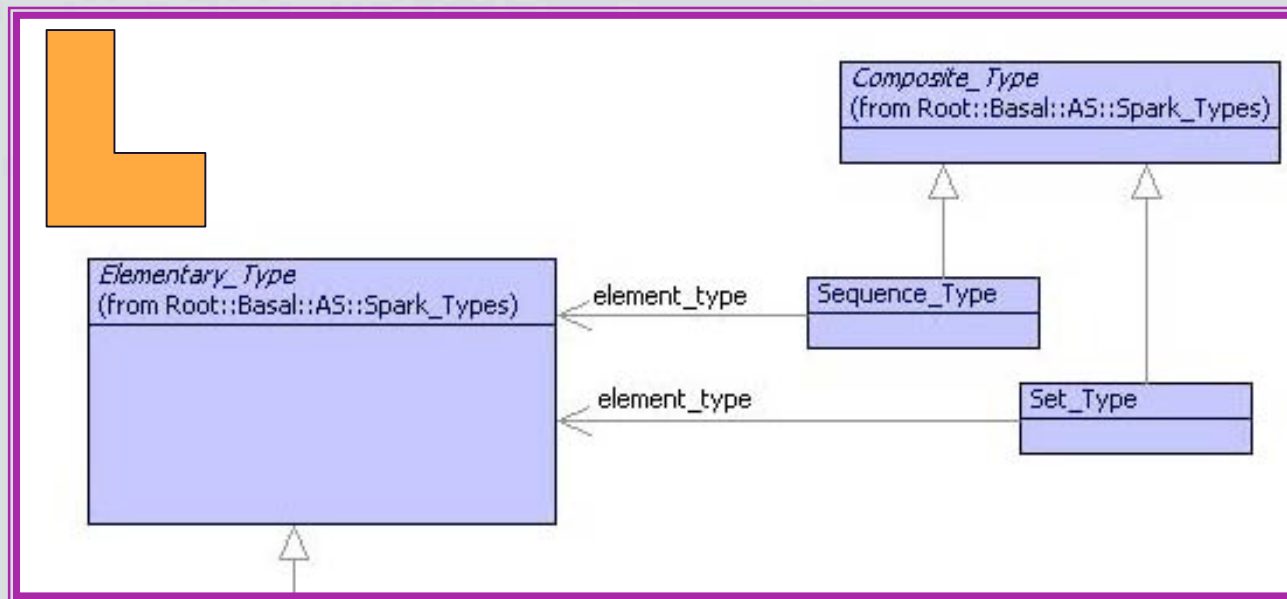 Composite_Type
(from Root::Basal::AS::Spark_Types)
Elementary_Type
(from Root::Basal::AS::Spark_Types)
element_type
Sequence_Type
element_type
Set_Type